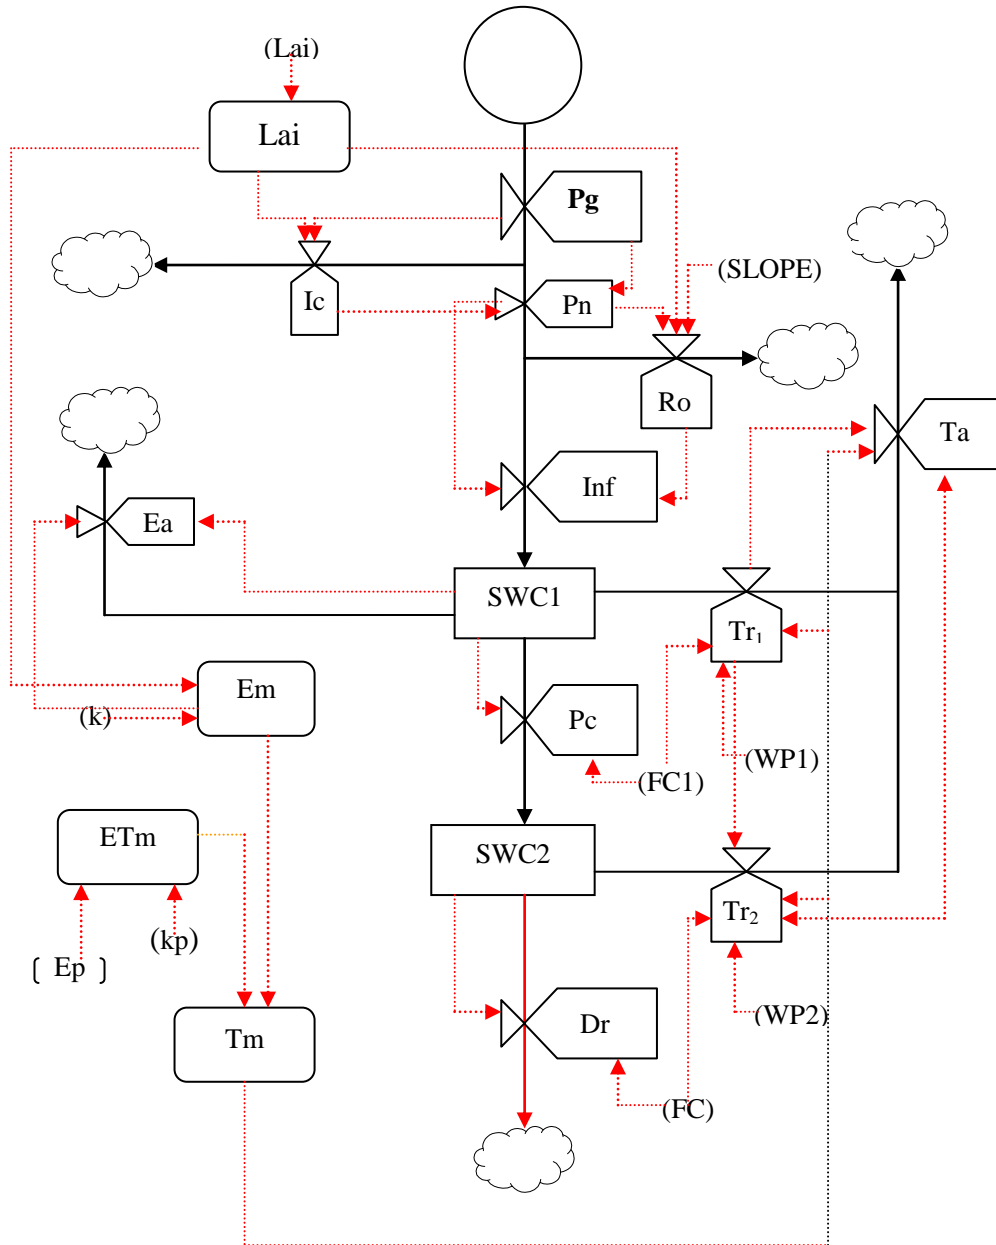 (Lai)
Lai
Pg
(SLOPE)
Ic
Pn
Ro
Ta
Inf
Ea
SWC1
Tr₁
Em
(k)
Pc
(WP1)
(FC1)
ETm
SWC2
Tr₂
(kp)
( Ep )
(WP2)
Dr
Tm
(FC)